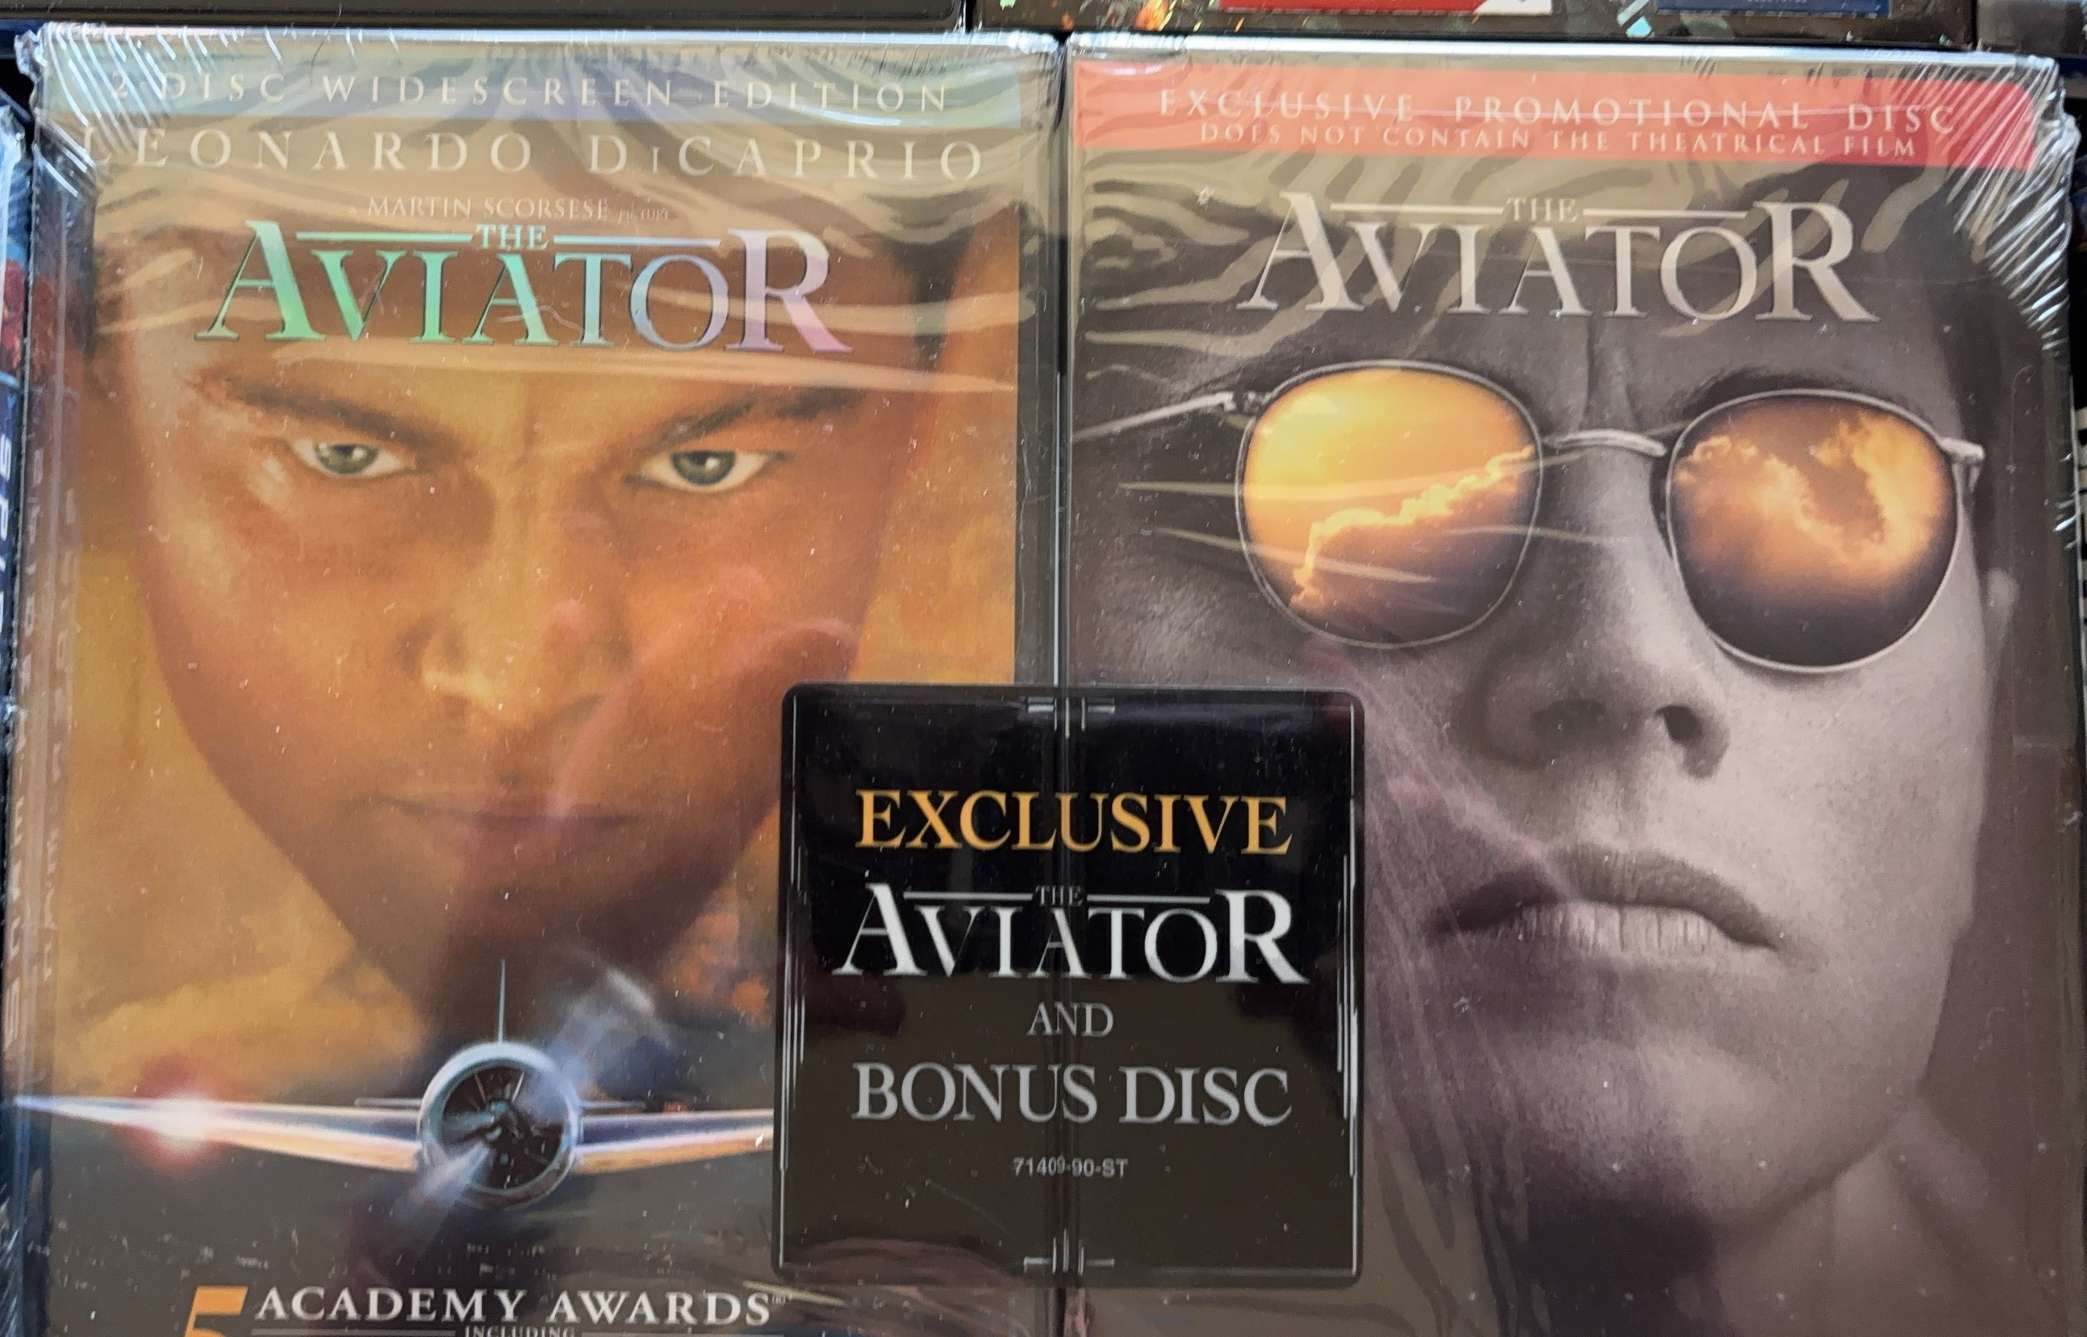 2-DISC WIDESCREEN EDITION
LEONARDO DiCAPRIO
MARTIN SCORSESE PICTURE
THE
AVIATOR
5 ACADEMY AWARDS
INCLUDING
EXCLUSIVE PROMOTIONAL DISC
DOES NOT CONTAIN THE THEATRICAL FILM
THE
AVIATOR
EXCLUSIVE
THE
AVIATOR
AND
BONUS DISC
71409-90-ST